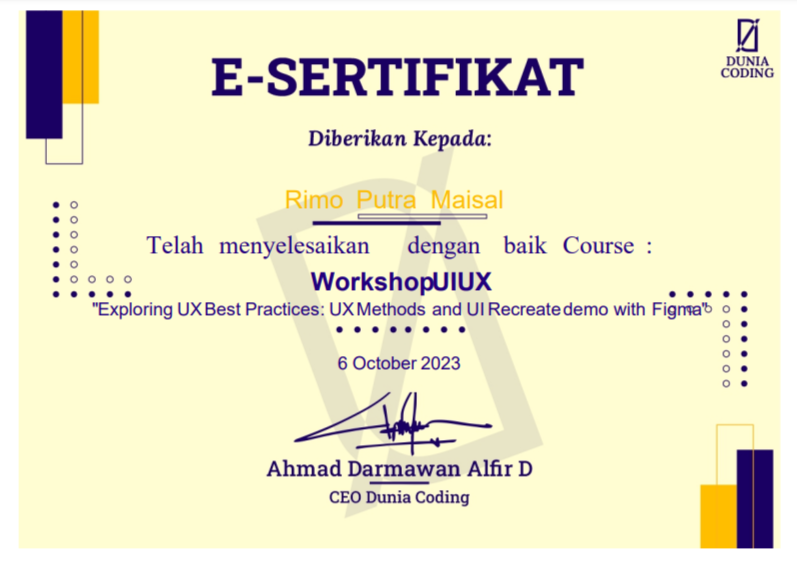 DUNIA
CODING
E-SERTIFIKAT
Diberikan Kepada:
Rimo Putra Maisal
Telah menyelesaikan dengan baik Course :
WorkshopUIUX
"Exploring UX Best Practices: UX Methods and UI Recreate demo with Figma"
6 October 2023
Ahmad Darmawan Alfir D
CEO Dunia Coding